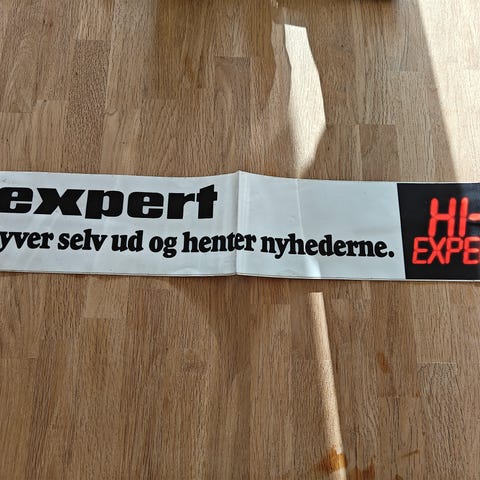 expert
yver selv ud og henter nyhederne.
HI-
EXPE